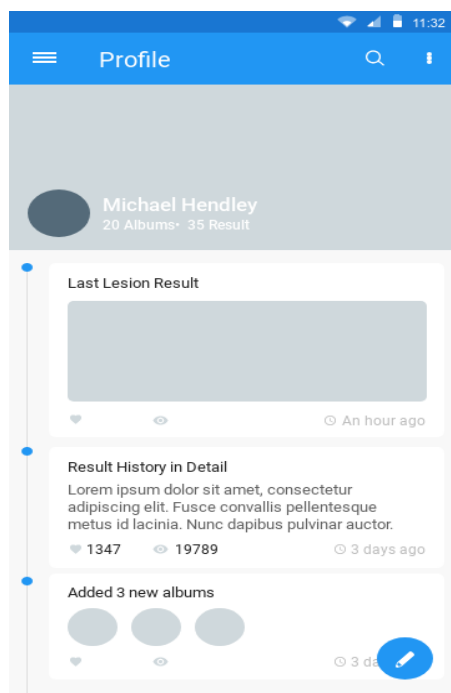 11:32
Profile
Michael Hendley
20 Albums• 35 Result
Last Lesion Result
An hour ago
Result History in Detail
Lorem ipsum dolor sit amet, consectetur
adipiscing elit. Fusce convallis pellentesque
metus id lacinia. Nunc dapibus pulvinar auctor.
1347 19789 3 days ago
Added 3 new albums
3